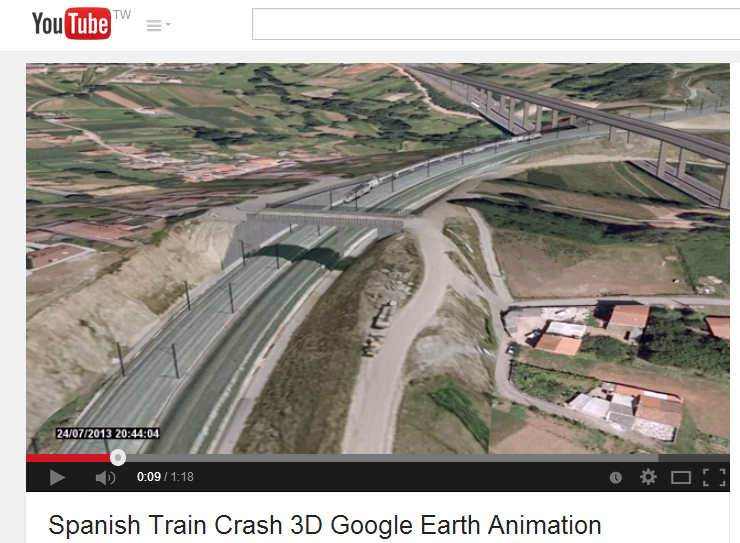 YouTube TW
24/07/2013 20:44:04
0:09 / 1:18
Spanish Train Crash 3D Google Earth Animation